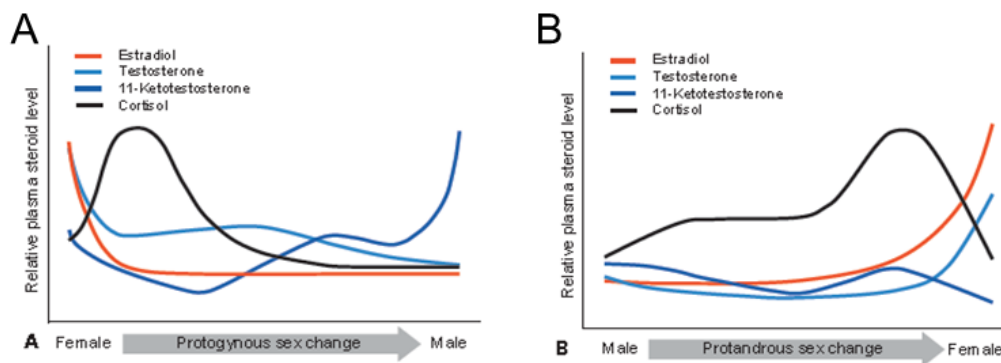 A
Estradiol
Testosterone
11-Ketotestosterone
Cortisol
Relative plasma steroid level
A Female Protogynous sex change Male
B
Estradiol
Testosterone
11-Ketotestosterone
Cortisol
Relative plasma steroid level
B Male Protandrous sex change Female